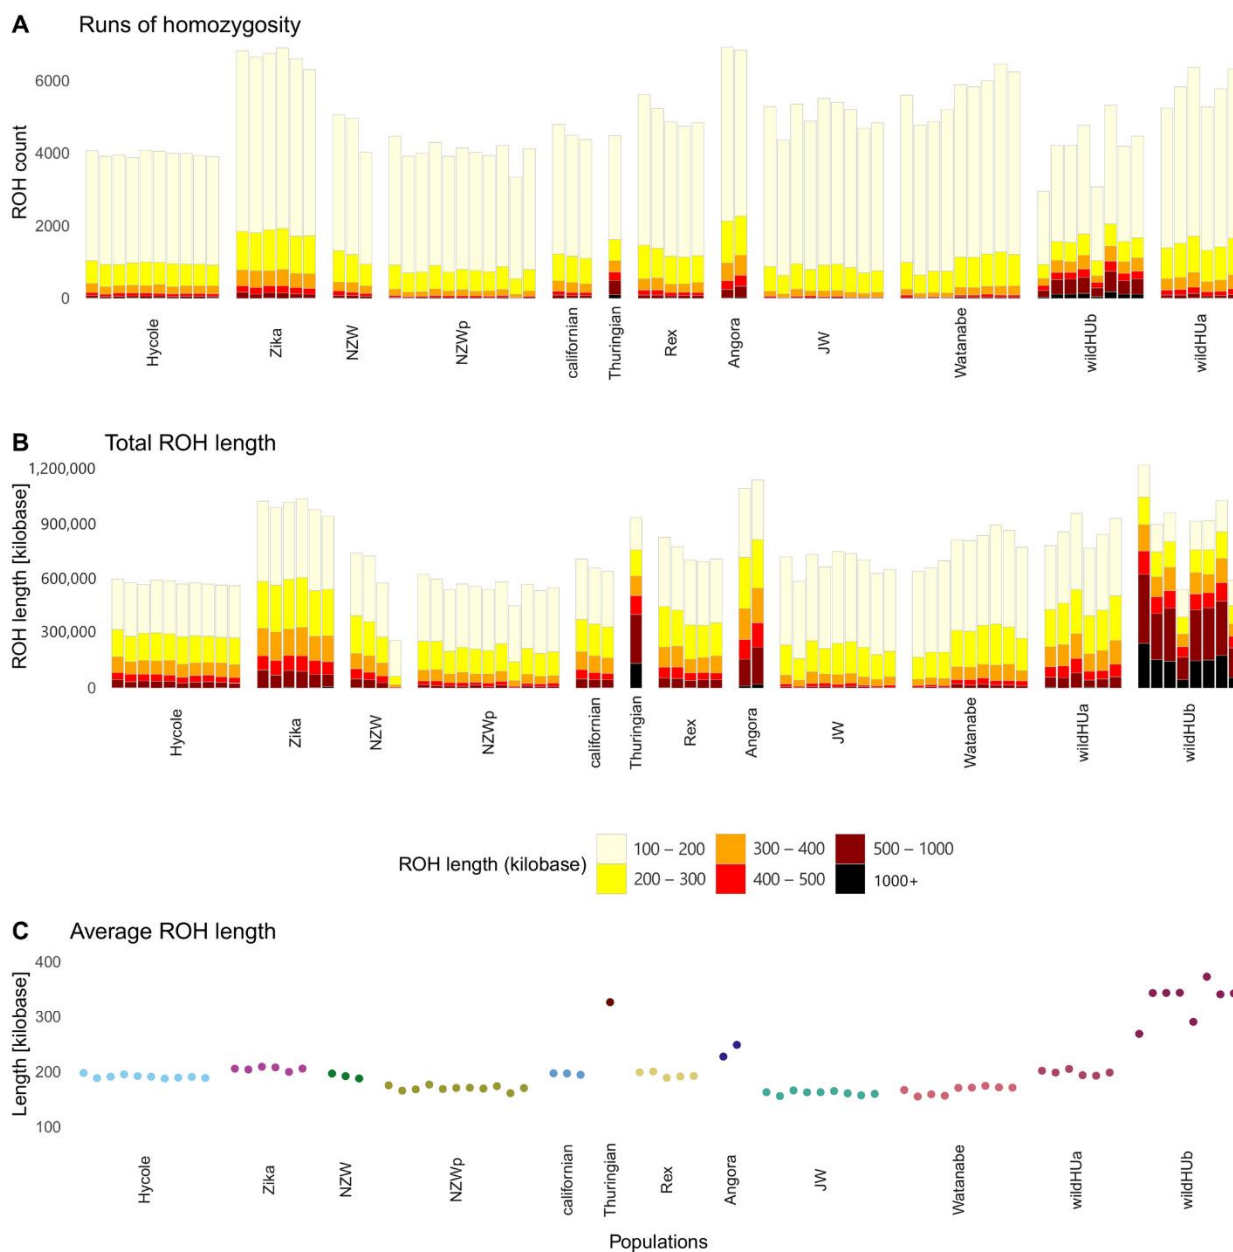 A Runs of homozygosity
ROH count
6000
4000
2000
0
Hycole
Zika
NZW
NZWp
californian
Thuringian
Rex
Angora
JW
Watanabe
wildHUb
wildHUa
B Total ROH length
ROH length [kilobase]
1,200,000
900,000
600,000
300,000
0
Hycole
Zika
NZW
NZWp
californian
Thuringian
Rex
Angora
JW
Watanabe
wildHUa
wildHUb
ROH length (kilobase)
100 – 200
300 – 400
500 – 1000
200 – 300
400 – 500
1000+
C Average ROH length
Length [kilobase]
400
300
200
100
Hycole
Zika
NZW
NZWp
californian
Thuringian
Rex
Angora
JW
Watanabe
wildHUa
wildHUb
Populations